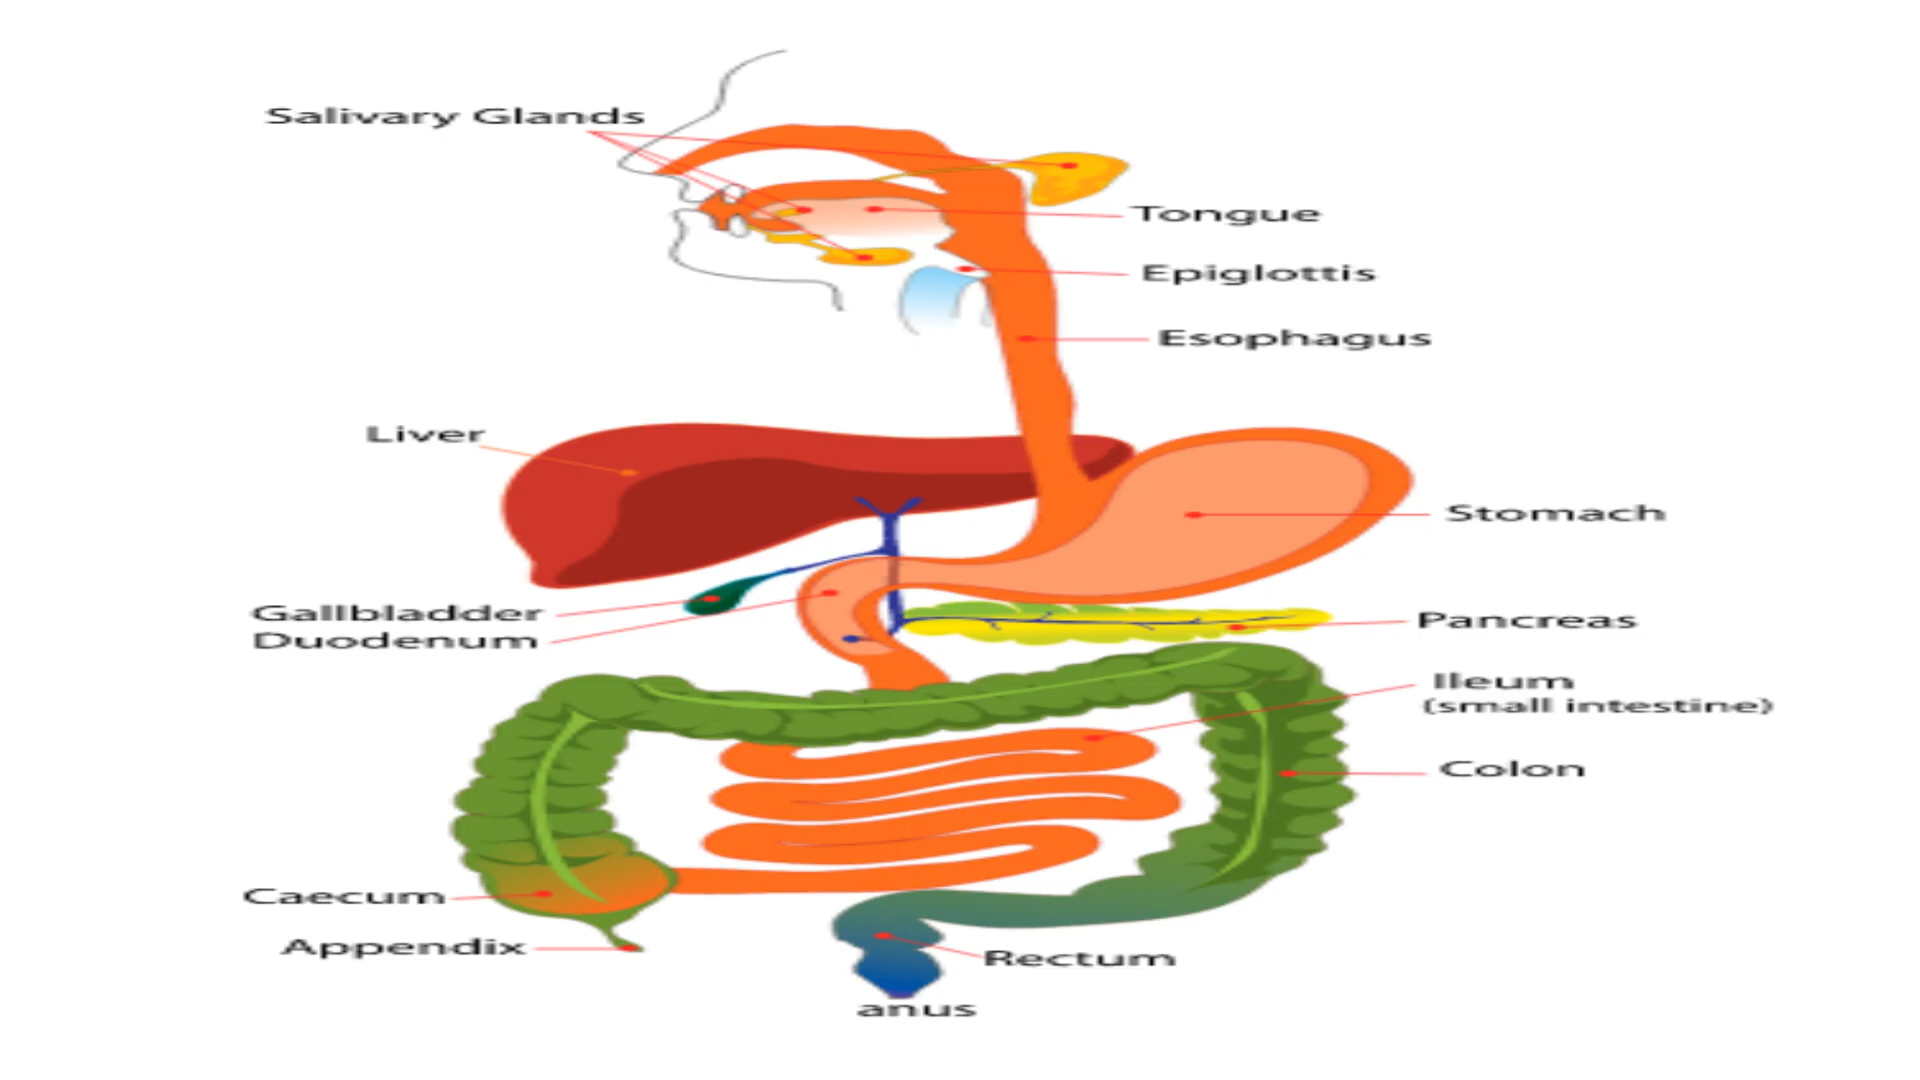 Salivary Glands
Tongue
Epiglottis
Esophagus
Liver
Stomach
Gallbladder
Duodenum
Pancreas
Ileum
(small intestine)
Colon
Caecum
Appendix
Rectum
anus